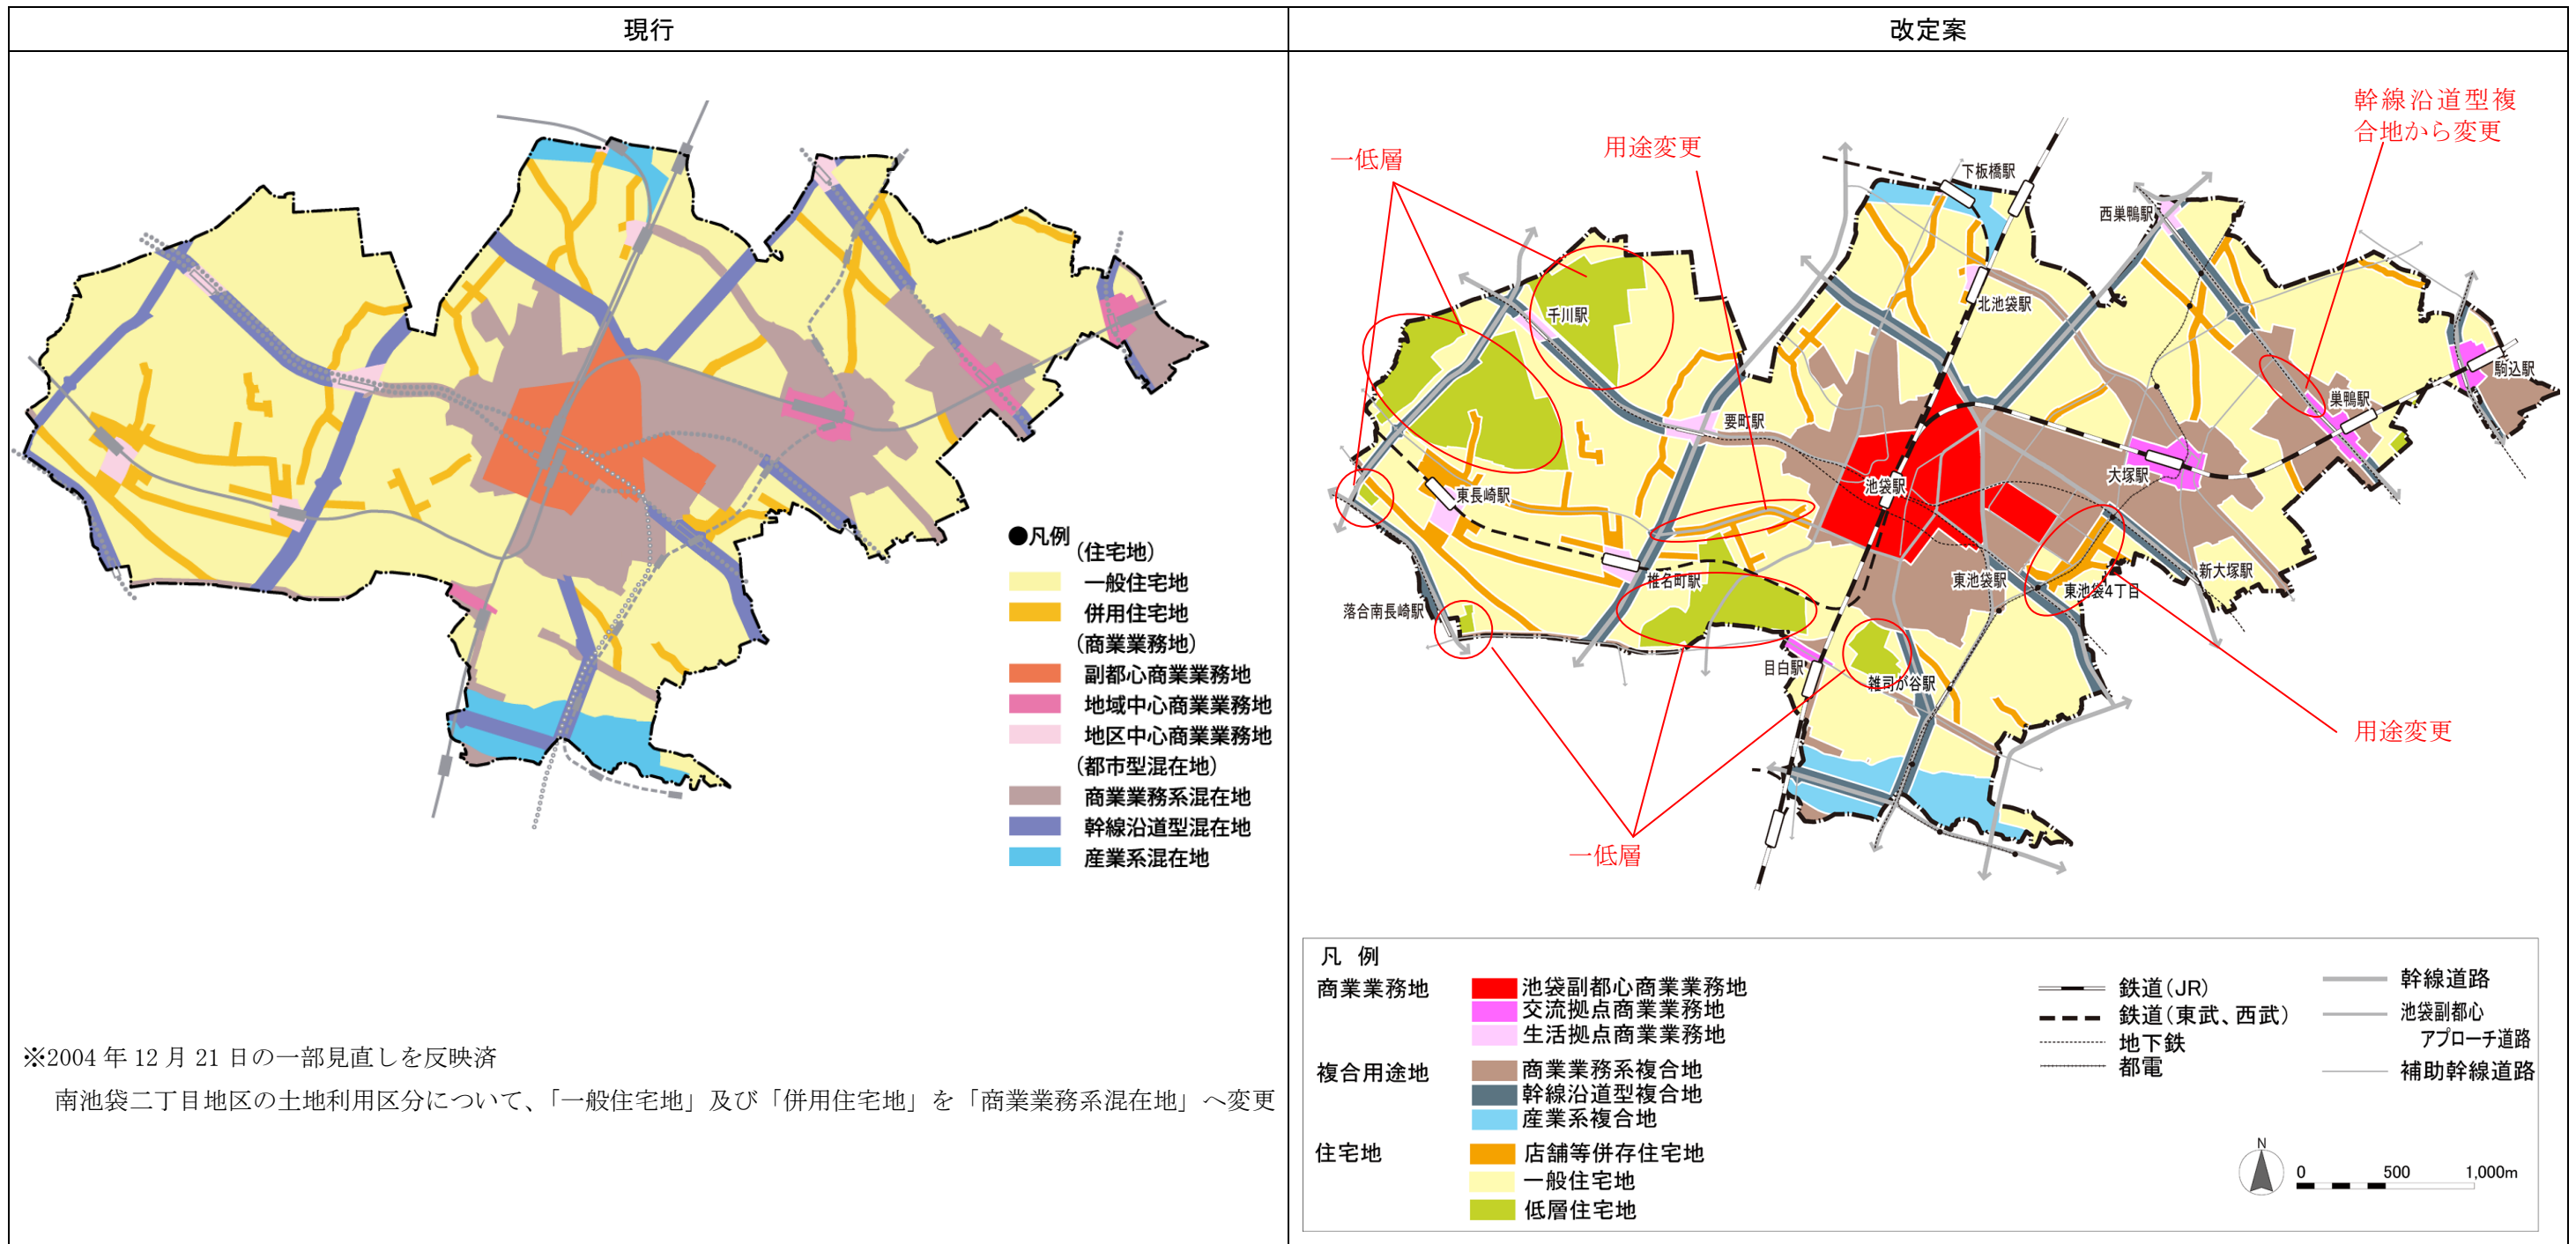 現行
改定案
●凡例
(住宅地)
一般住宅地
併用住宅地
(商業業務地)
副都心商業業務地
地域中心商業業務地
地区中心商業業務地
(都市型混在地)
商業業務系混在地
幹線沿道型混在地
産業系混在地
※2004 年 12 月 21 日の一部見直しを反映済
南池袋二丁目地区の土地利用区分について、「一般住宅地」及び「併用住宅地」を「商業業務系混在地」へ変更
幹線沿道型複
合地から変更
用途変更
一低層
下板橋駅
西巣鴨駅
北池袋駅
千川駅
駒込駅
巣鴨駅
要町駅
大塚駅
池袋駅
東長崎駅
新大塚駅
東池袋駅
椎名町駅
東池袋4丁目
落合南長崎駅
目白駅
雑司が谷駅
用途変更
一低層
凡 例
商業業務地
池袋副都心商業業務地
交流拠点商業業務地
生活拠点商業業務地
複合用途地
商業業務系複合地
幹線沿道型複合地
産業系複合地
住宅地
店舗等併存住宅地
一般住宅地
低層住宅地
鉄道(JR)
鉄道(東武、西武)
地下鉄
都電
幹線道路
池袋副都心
アプローチ道路
補助幹線道路
N
0 500 1,000m